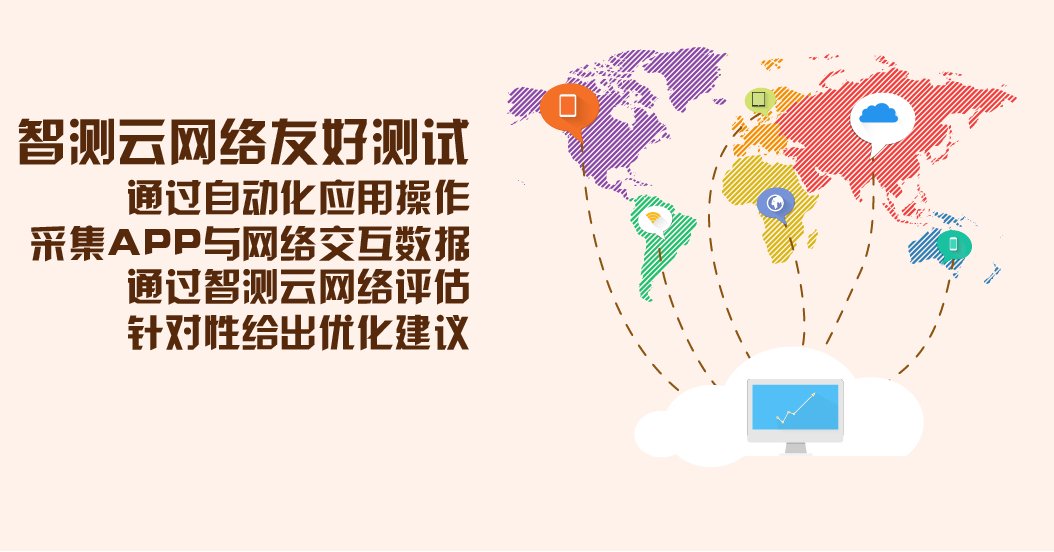 智测云网络友好测试
通过自动化应用操作
采集APP与网络交互数据
通过智测云网络评估
针对性给出优化建议